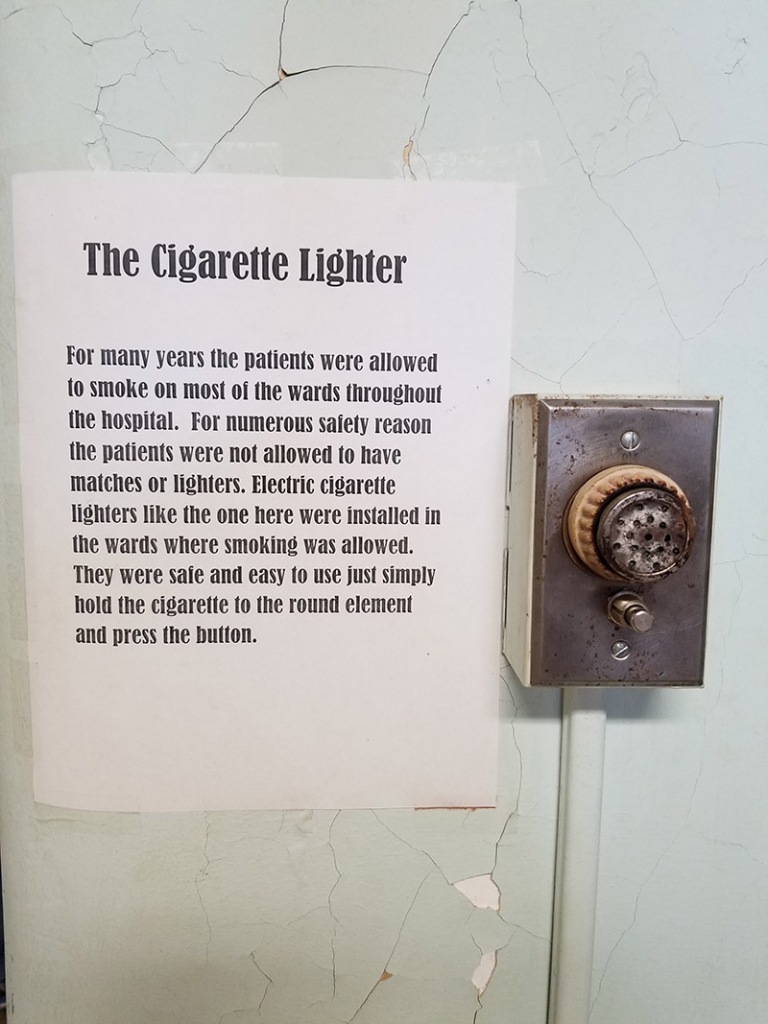 The Cigarette Lighter
For many years the patients were allowed
to smoke on most of the wards throughout
the hospital.  For numerous safety reason
the patients were not allowed to have
matches or lighters. Electric cigarette
lighters like the one here were installed in
the wards where smoking was allowed.
They were safe and easy to use just simply
hold the cigarette to the round element
and press the button.